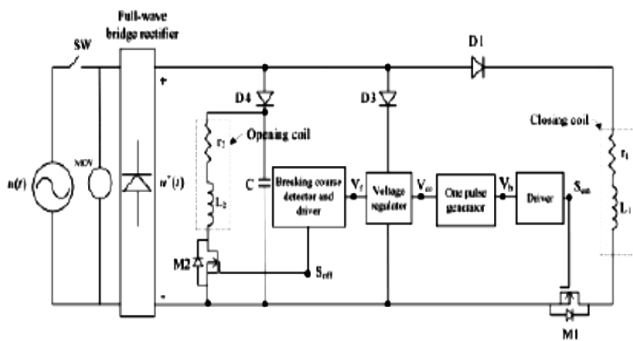 Full-wave
bridge rectifier
SW
D1
+
D4
D3
Opening coil
Closing coil
r2
r1
MOV
u(t)
u+(t)
C
L2
L1
Breaking course
detector and
driver
Vf
Voltage
regulator
Vcc
One pulse
generator
Vb
Driver
Son
M2
Soff
-
M1